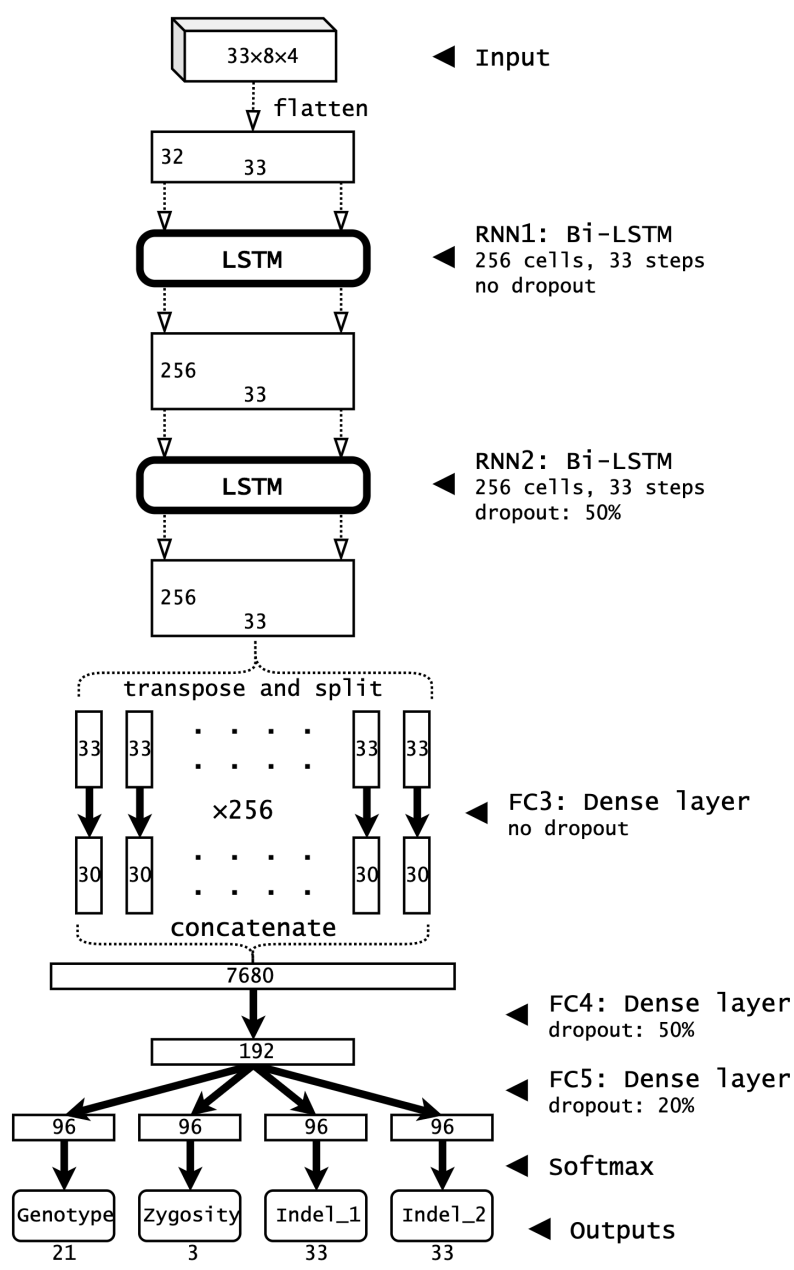 33×8×4
Input
flatten
32
33
RNN1: Bi-LSTM
LSTM
256 cells, 33 steps
no dropout
256
33
RNN2: Bi-LSTM
LSTM
256 cells, 33 steps
dropout: 50%
256
33
transpose and split
33 33 . . . . 33 33
. . . .
×256
FC3: Dense layer
no dropout
30 30 . . . . 30 30
. . . .
concatenate
7680
FC4: Dense layer
dropout: 50%
192
FC5: Dense layer
dropout: 20%
96 96 96 96
Softmax
Genotype Zygosity Indel_1 Indel_2
Outputs
21 3 33 33